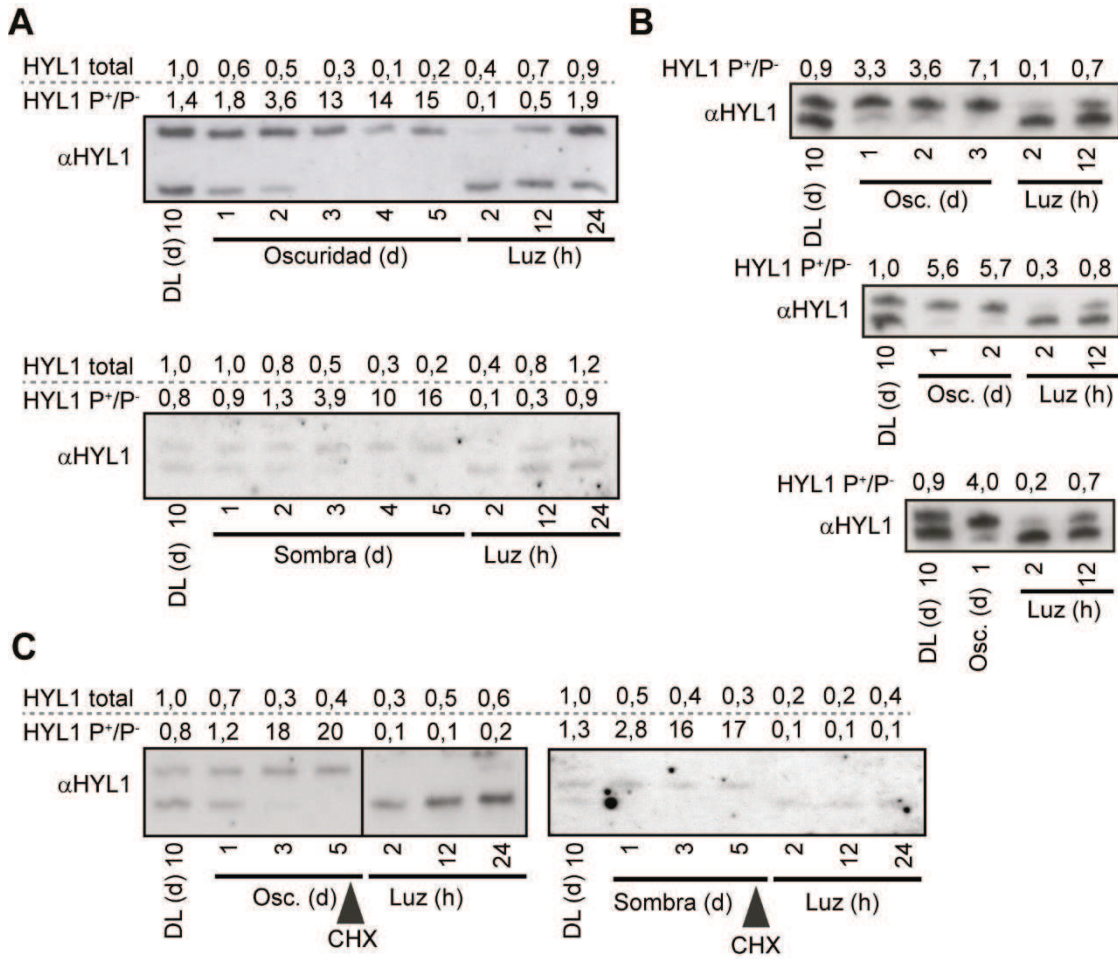 A
HYL1 total 1,0 0,6 0,5 0,3 0,1 0,2 0,4 0,7 0,9
HYL1 P⁺/P⁻ 1,4 1,8 3,6 13 14 15 0,1 0,5 1,9
αHYL1
DL (d) 10 1 2 3 4 5 2 12 24
Oscuridad (d) Luz (h)
HYL1 total 1,0 1,0 0,8 0,5 0,3 0,2 0,4 0,8 1,2
HYL1 P⁺/P⁻ 0,8 0,9 1,3 3,9 10 16 0,1 0,3 0,9
αHYL1
DL (d) 10 1 2 3 4 5 2 12 24
Sombra (d) Luz (h)
B
HYL1 P⁺/P⁻ 0,9 3,3 3,6 7,1 0,1 0,7
αHYL1
DL (d) 10 1 2 3 2 12
Osc. (d) Luz (h)
HYL1 P⁺/P⁻ 1,0 5,6 5,7 0,3 0,8
αHYL1
DL (d) 10 1 2 2 12
Osc. (d) Luz (h)
HYL1 P⁺/P⁻ 0,9 4,0 0,2 0,7
αHYL1
DL (d) 10 Osc. (d) 1 2 12
Luz (h)
C
HYL1 total 1,0 0,7 0,3 0,4 0,3 0,5 0,6 1,0 0,5 0,4 0,3 0,2 0,2 0,4
HYL1 P⁺/P⁻ 0,8 1,2 18 20 0,1 0,1 0,2 1,3 2,8 16 17 0,1 0,1 0,1
αHYL1
DL (d) 10 1 3 5 2 12 24 DL (d) 10 1 3 5 2 12 24
Osc. (d) Luz (h) Sombra (d) Luz (h)
CHX CHX